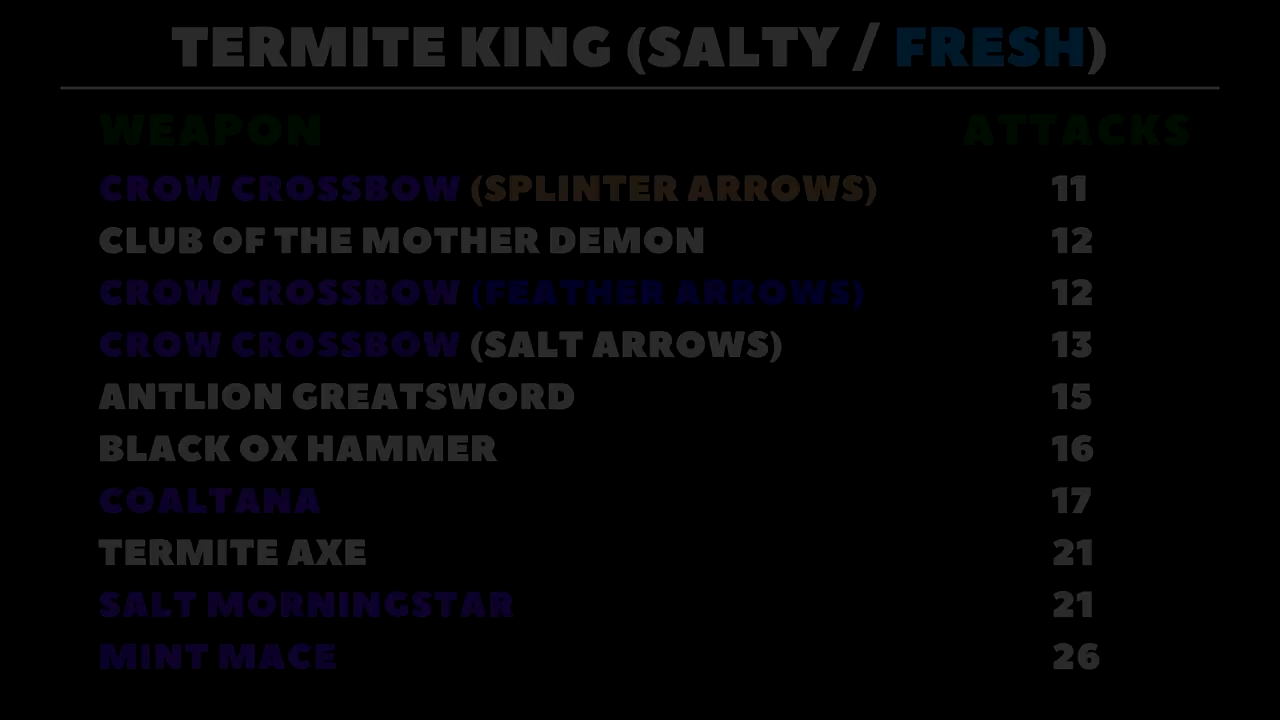 TERMITE KING (SALTY / FRESH)
WEAPON ATTACKS
CROW CROSSBOW (SPLINTER ARROWS) 11
CLUB OF THE MOTHER DEMON 12
CROW CROSSBOW (FEATHER ARROWS) 12
CROW CROSSBOW (SALT ARROWS) 13
ANTLION GREATSWORD 15
BLACK OX HAMMER 16
COALTANA 17
TERMITE AXE 21
SALT MORNINGSTAR 21
MINT MACE 26